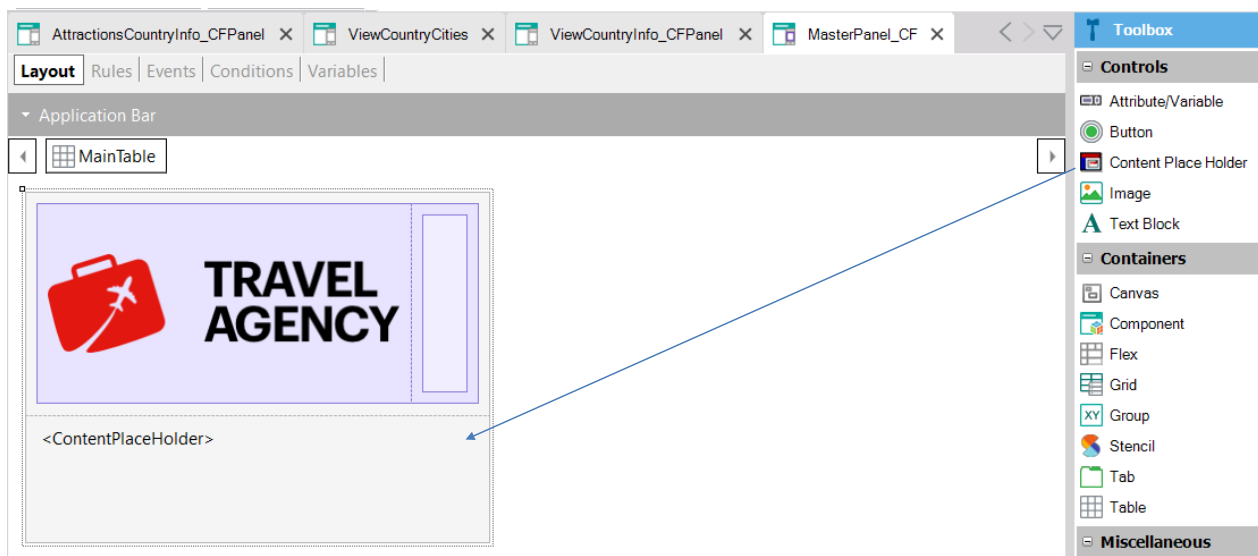 AttractionsCountryInfo_CFPanel
ViewCountryCities
ViewCountryInfo_CFPanel
MasterPanel_CF
Layout Rules Events Conditions Variables
Application Bar
MainTable
TRAVEL
AGENCY
<ContentPlaceHolder>
Toolbox
Controls
Attribute/Variable
Button
Content Place Holder
Image
Text Block
Containers
Canvas
Component
Flex
Grid
Group
Stencil
Tab
Table
Miscellaneous